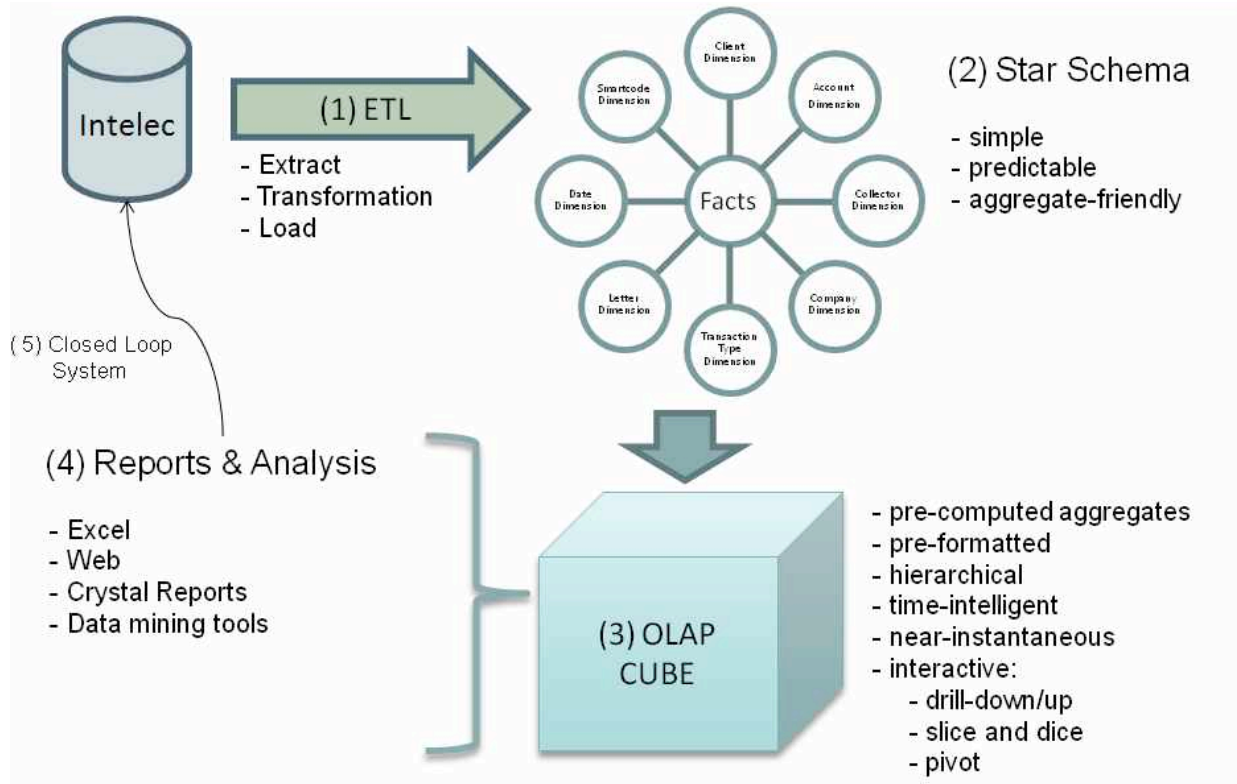 Intelec
(1) ETL
- Extract
- Transformation
- Load
Client
Dimension
Account
Dimension
Collector
Dimension
Company
Dimension
Transaction
Type
Dimension
Letter
Dimension
Date
Dimension
Smartcode
Dimension
Facts
(2) Star Schema
- simple
- predictable
- aggregate-friendly
(3) OLAP
CUBE
- pre-computed aggregates
- pre-formatted
- hierarchical
- time-intelligent
- near-instantaneous
- interactive:
- drill-down/up
- slice and dice
- pivot
(4) Reports & Analysis
- Excel
- Web
- Crystal Reports
- Data mining tools
(5) Closed Loop
System